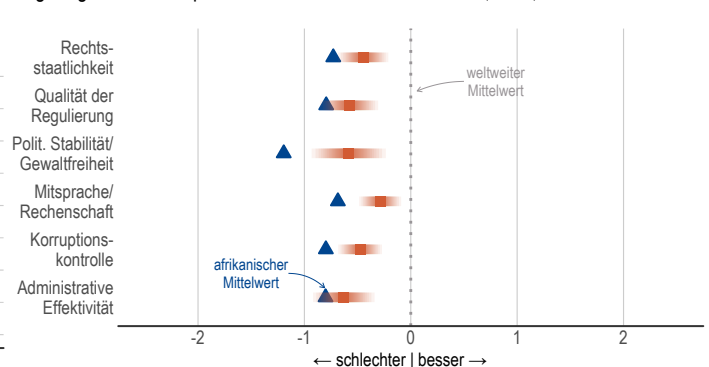 Rechts-
staatlichkeit
Qualität der
Regulierung
Polit. Stabilität/
Gewaltfreiheit
Mitsprache/
Rechenschaft
Korruptions-
kontrolle
Administrative
Effektivität
weltweiter
Mittelwert
afrikanischer
Mittelwert
-2 -1 0 1 2
← schlechter | besser →